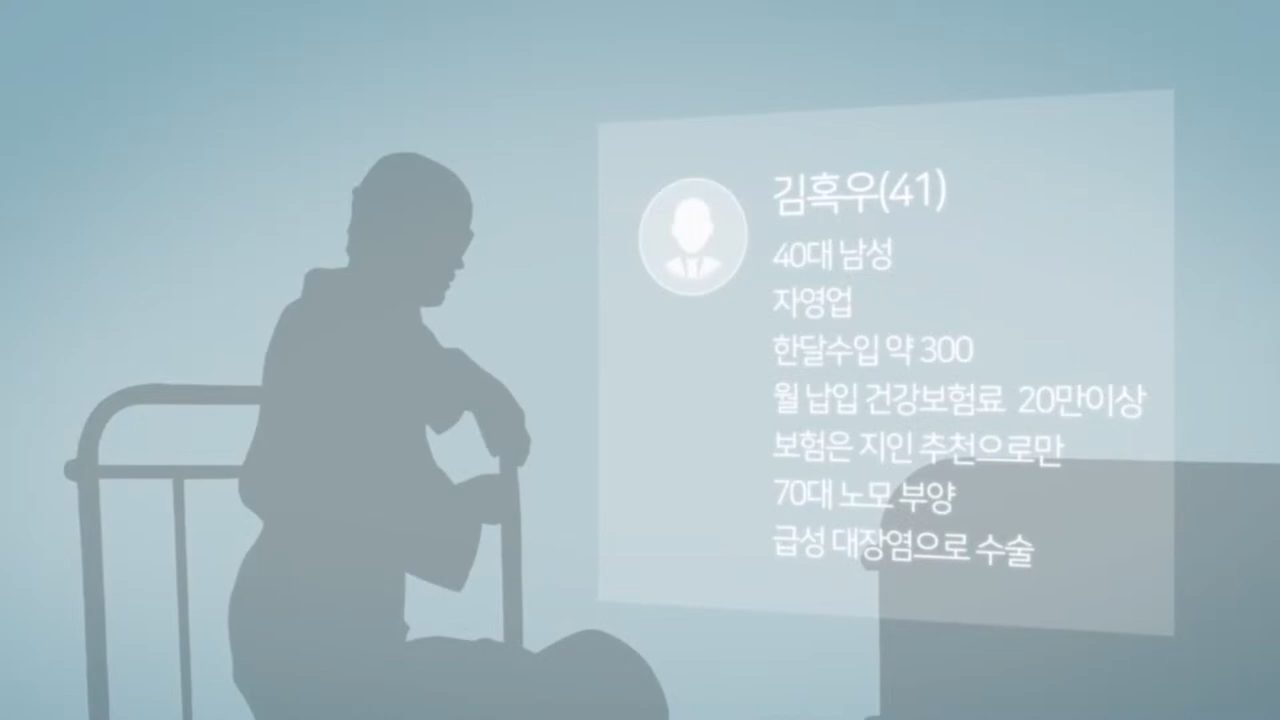 김혹우(41)
40대 남성
자영업
한달수입 약 300
월 납입 건강보험료 20만이상
보험은 지인 추천으로만
70대 노모 부양
급성 대장염으로 수술